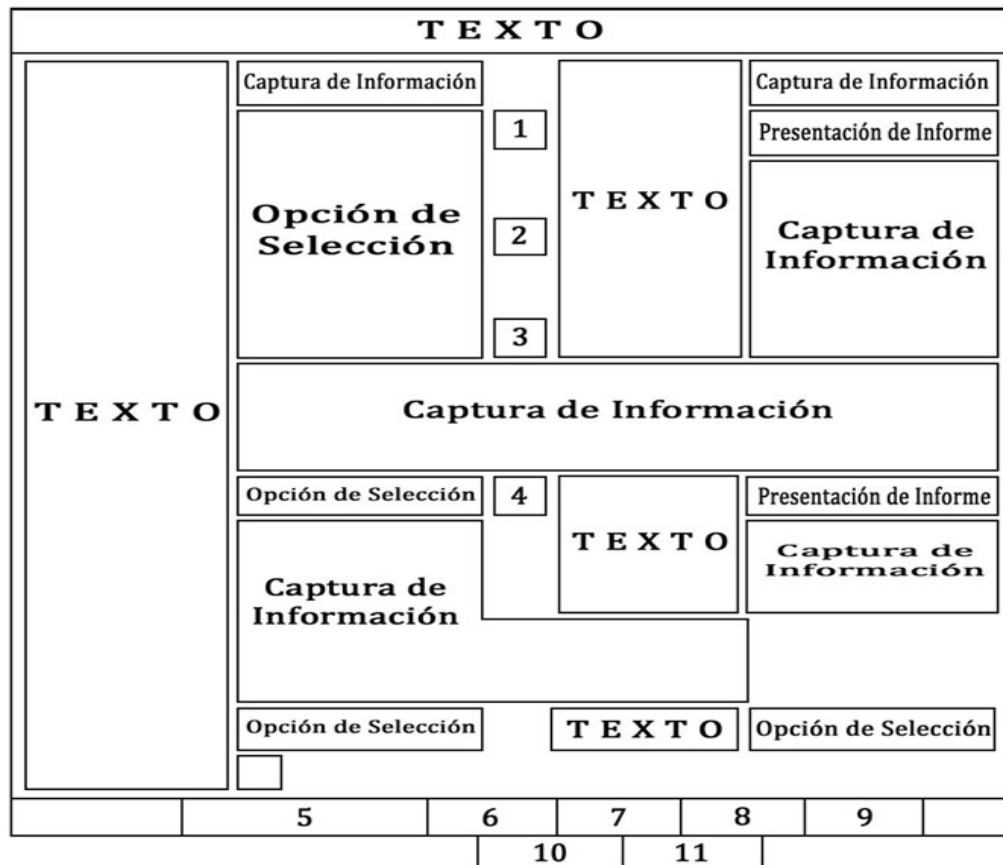 T E X T O
Captura de Información
Captura de Información
1
Presentación de Informe
Opción de
Selección
2
T E X T O
Captura de
Información
3
T E X T O
Captura de Información
Opción de Selección
4
Presentación de Informe
T E X T O
Captura de
Información
Captura de
Información
Opción de Selección
T E X T O
Opción de Selección
5 6 7 8 9
10 11